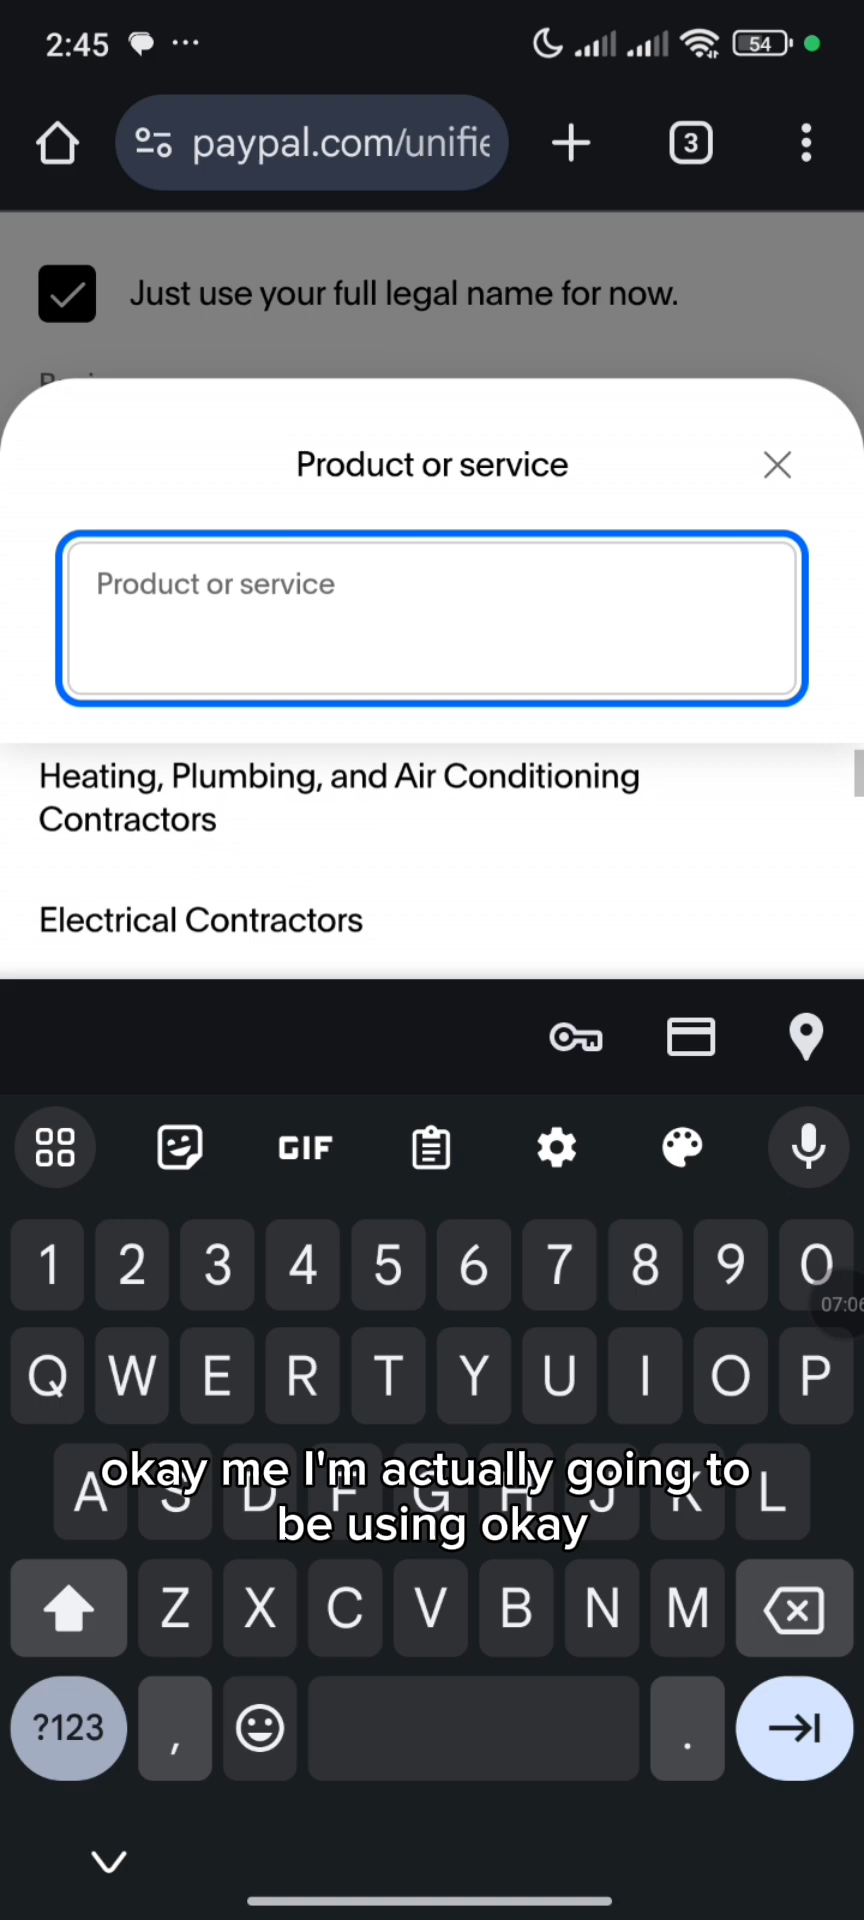 2:45
54
paypal.com/unifie
3
Just use your full legal name for now.
Product or service
Product or service
Heating, Plumbing, and Air Conditioning
Contractors
Electrical Contractors
GIF
1 2 3 4 5 6 7 8 9 0
07:06
Q W E R T Y U I O P
A S D F G H J K L
okay me I'm actually going to
be using okay
Z X C V B N M
?123 , .